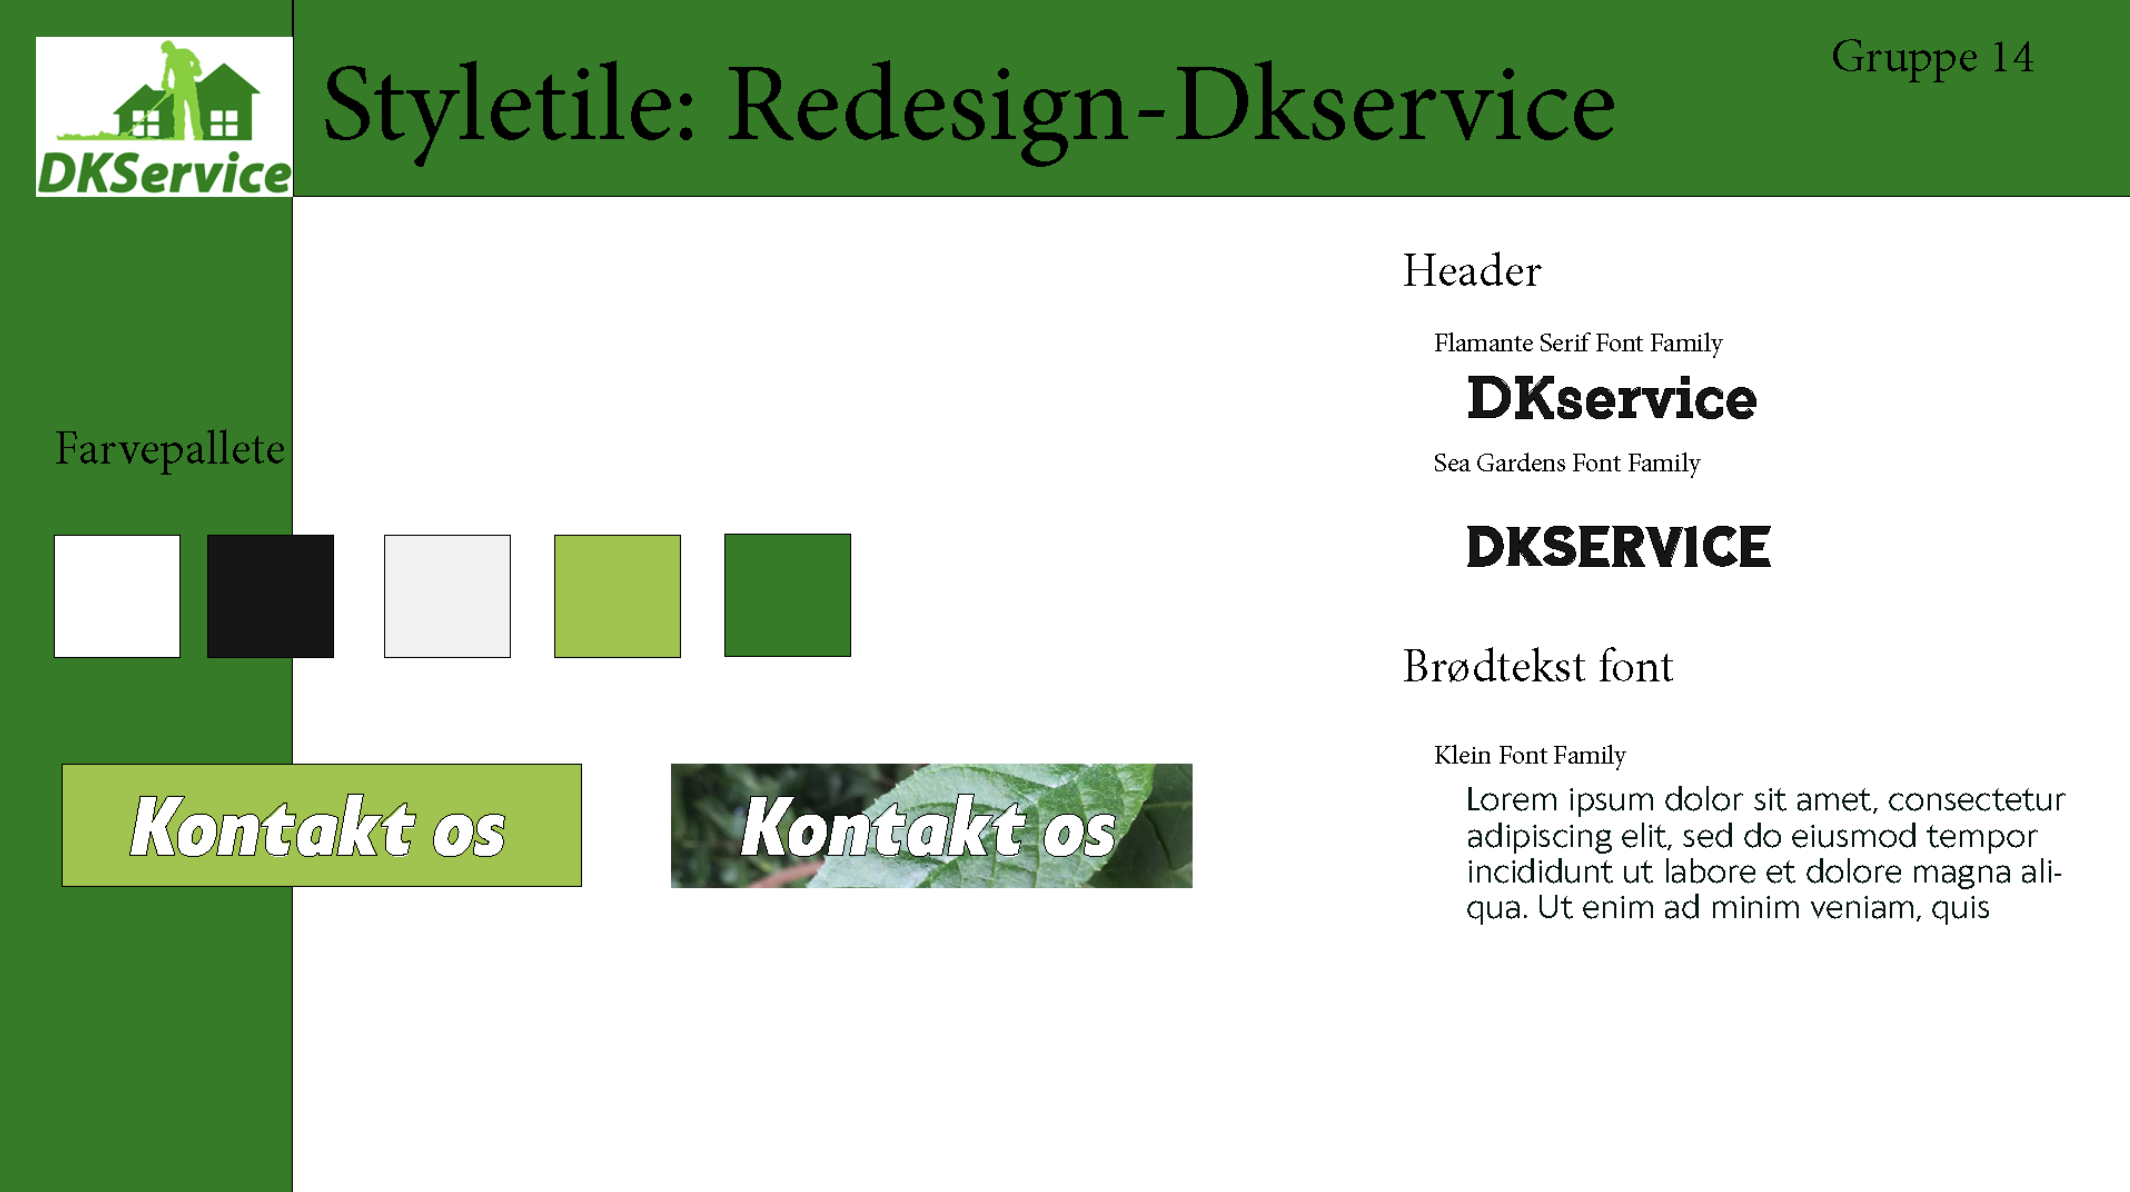 DKService
Styletile: Redesign-Dkservice
Gruppe 14
Farvepallete
Kontakt os
Kontakt os
Header
Flamante Serif Font Family
DKservice
Sea Gardens Font Family
DKSERVICE
Brødtekst font
Klein Font Family
Lorem ipsum dolor sit amet, consectetur
adipiscing elit, sed do eiusmod tempor
incididunt ut labore et dolore magna ali-
qua. Ut enim ad minim veniam, quis